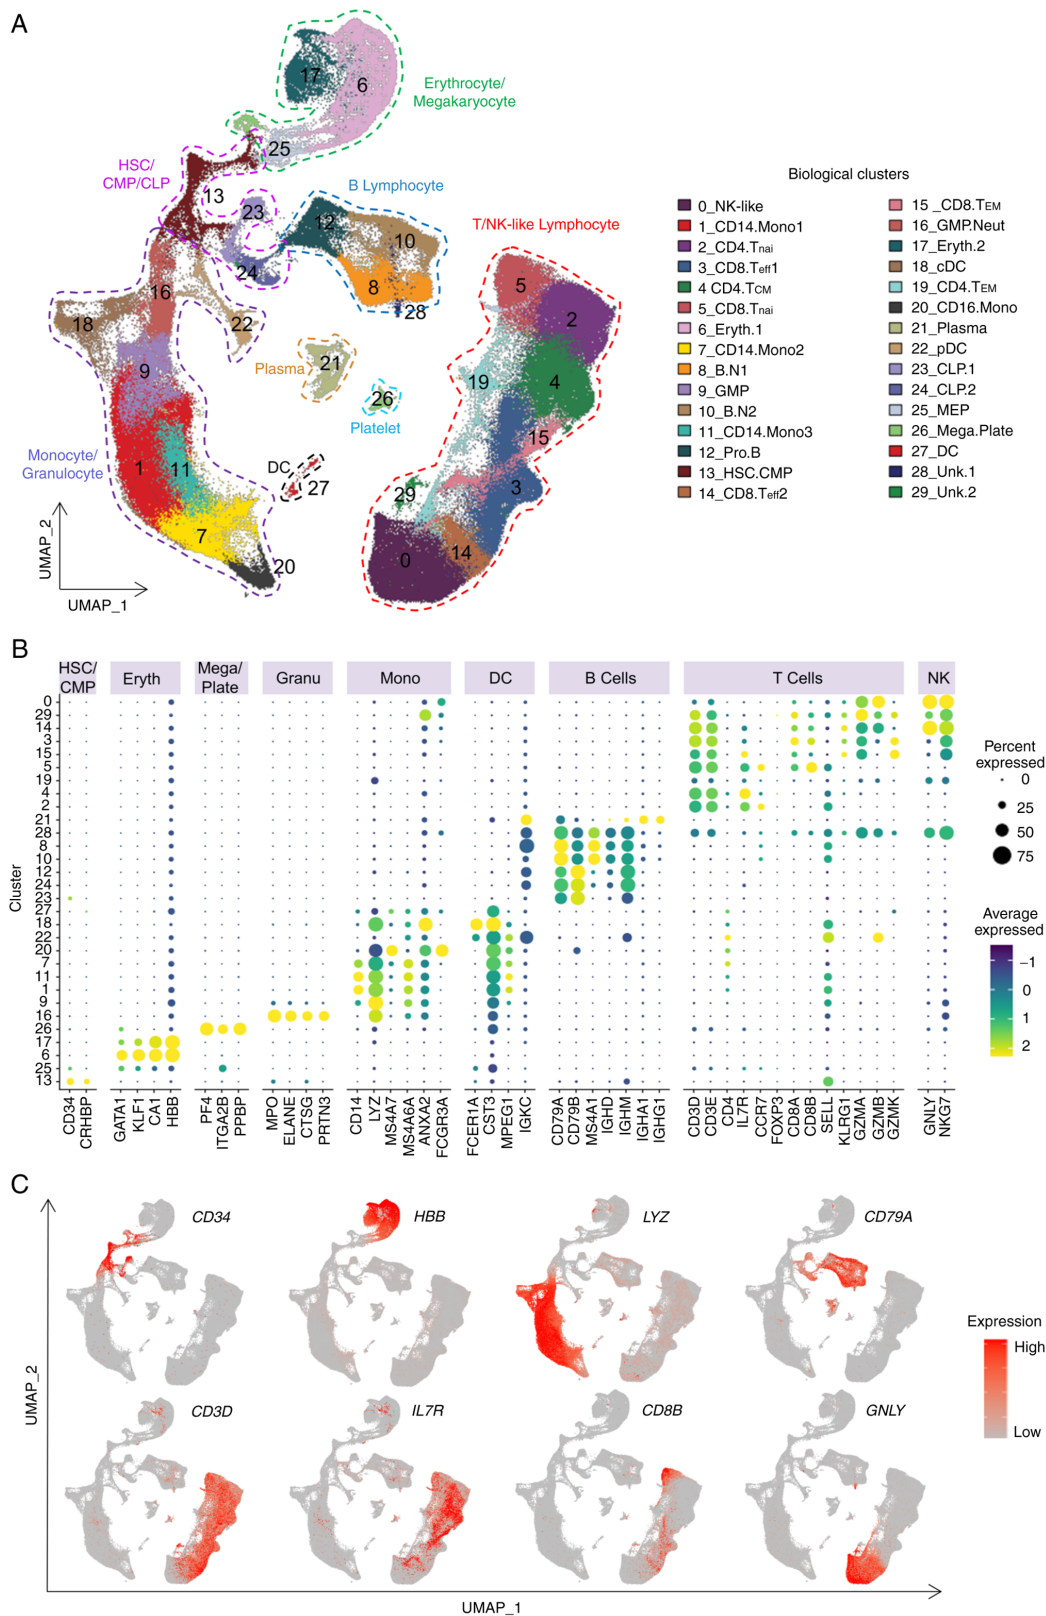 A
Erythrocyte/
Megakaryocyte
17
6
25
HSC/
CMP/CLP
13
23
24
B Lymphocyte
12
10
8
28
T/NK-like Lymphocyte
5
2
4
19
15
3
29
0
14
16
18
22
9
Plasma
21
26
Platelet
Monocyte/
Granulocyte
1
11
7
20
DC
27
UMAP_2
UMAP_1
Biological clusters
0_NK-like
1_CD14.Mono1
2_CD4.Tnai
3_CD8.Teff1
4 CD4.TCM
5_CD8.Tnai
6_Eryth.1
7_CD14.Mono2
8_B.N1
9_GMP
10_B.N2
11_CD14.Mono3
12_Pro.B
13_HSC.CMP
14_CD8.Teff2
15 _CD8.TEM
16_GMP.Neut
17_Eryth.2
18_cDC
19_CD4.TEM
20_CD16.Mono
21_Plasma
22_pDC
23_CLP.1
24_CLP.2
25_MEP
26_Mega.Plate
27_DC
28_Unk.1
29_Unk.2
B
HSC/
CMP
Eryth
Mega/
Plate
Granu
Mono
DC
B Cells
T Cells
NK
Cluster
0
29
14
3
15
5
19
4
2
21
28
8
10
12
24
23
27
18
22
20
7
11
1
9
16
26
17
6
25
13
CD34
CRHBP
GATA1
KLF1
CA1
HBB
PF4
ITGA2B
PPBP
MPO
ELANE
CTSG
PRTN3
CD14
LYZ
MS4A7
MS4A6A
ANXA2
FCGR3A
FCER1A
CST3
MPEG1
IGKC
CD79A
CD79B
MS4A1
IGHD
IGHM
IGHA1
IGHG1
CD3D
CD3E
CD4
IL7R
CCR7
FOXP3
CD8A
CD8B
SELL
KLRG1
GZMA
GZMB
GZMK
GNLY
NKG7
Percent
expressed
0
25
50
75
Average
expressed
−1
0
1
2
C
CD34
HBB
LYZ
CD79A
CD3D
IL7R
CD8B
GNLY
UMAP_2
UMAP_1
Expression
High
Low